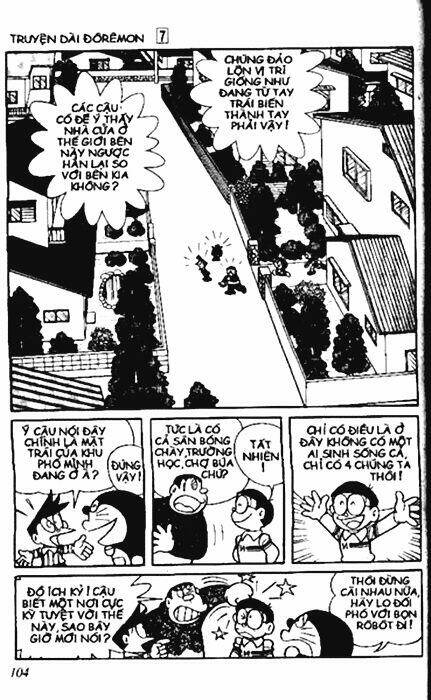 TRUYỆN DÀI ĐÔRÊMON 7
CÁC CẬU
CÓ ĐỂ Ý THẤY
NHÀ CỬA Ở
THẾ GIỚI BÊN
NÀY NGƯỢC
HẲN LẠI SO
VỚI BÊN KIA
KHÔNG?
CHÚNG ĐẢO
LỘN VỊ TRÍ
GIỐNG NHƯ
ĐANG TỪ TAY
TRÁI BIẾN
THÀNH TAY
PHẢI VẬY!
Ý CẬU NÓI ĐÂY
CHÍNH LÀ MẶT
TRÁI CỦA KHU
PHỐ MÌNH
ĐANG Ở À?
ĐÚNG
VẬY!
TỨC LÀ CÓ
CẢ SÂN BÓNG
CHÀY, TRƯỜNG
HỌC, CHỢ BÚA
CHỨ?
TẤT
NHIÊN!
CHỈ CÓ ĐIỀU LÀ Ở
ĐÂY KHÔNG CÓ MỘT
AI SINH SỐNG CẢ,
CHỈ CÓ 4 CHÚNG TA
THÔI!
ĐỒ ÍCH KỶ! CẬU
BIẾT MỘT NƠI CỰC
KỲ TUYỆT VỜI THẾ
NÀY, SAO BÂY
GIỜ MỚI NÓI?
THÔI ĐỪNG
CÃI NHAU NỮA,
HÃY LO ĐỐI
PHÓ VỚI BỌN
RÔBỐT ĐI!
104